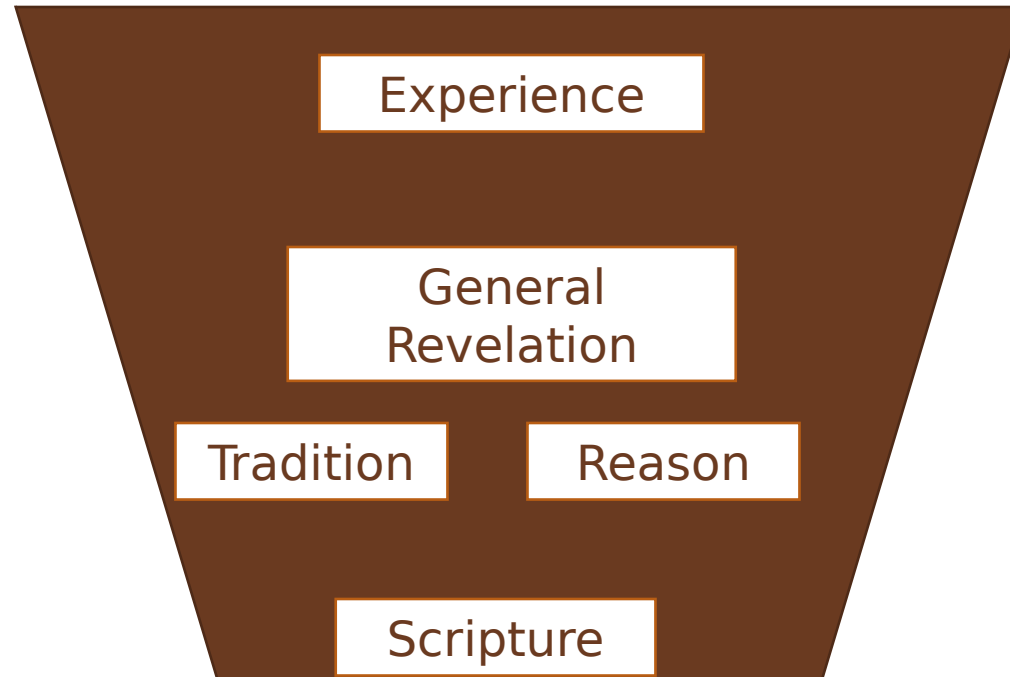 Experience
General
Revelation
Tradition
Reason
Scripture